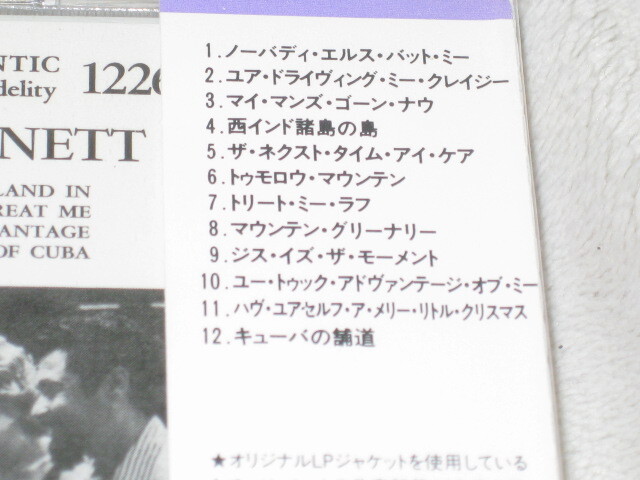 NTIC
delity 1226
NETT
LAND IN
REAT ME
ANTAGE
OF CUBA
1.ノーバディ・エルス・バット・ミー
2.ユア・ドライヴィング・ミー・クレイジー
3.マイ・マンズ・ゴーン・ナウ
4.西インド諸島の島
5.ザ・ネクスト・タイム・アイ・ケア
6.トゥモロウ・マウンテン
7.トリート・ミー・ラフ
8.マウンテン・グリーナリー
9.ジス・イズ・ザ・モーメント
10.ユー・トゥック・アドヴァンテージ・オブ・ミー
11.ハヴ・ユアセルフ・ア・メリー・リトル・クリスマス
12.キューバの舗道
★オリジナルLPジャケットを使用している